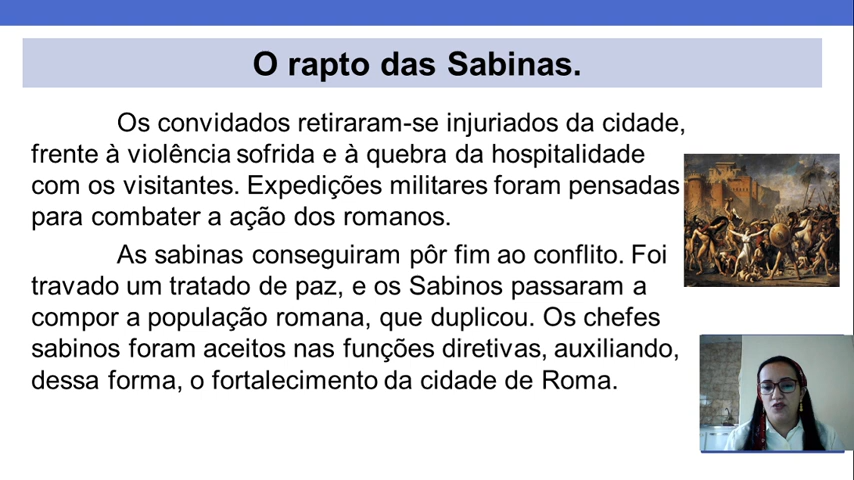 O rapto das Sabinas.
Os convidados retiraram-se injuriados da cidade,
frente à violência sofrida e à quebra da hospitalidade
com os visitantes. Expedições militares foram pensadas
para combater a ação dos romanos.
As sabinas conseguiram pôr fim ao conflito. Foi
travado um tratado de paz, e os Sabinos passaram a
compor a população romana, que duplicou. Os chefes
sabinos foram aceitos nas funções diretivas, auxiliando,
dessa forma, o fortalecimento da cidade de Roma.